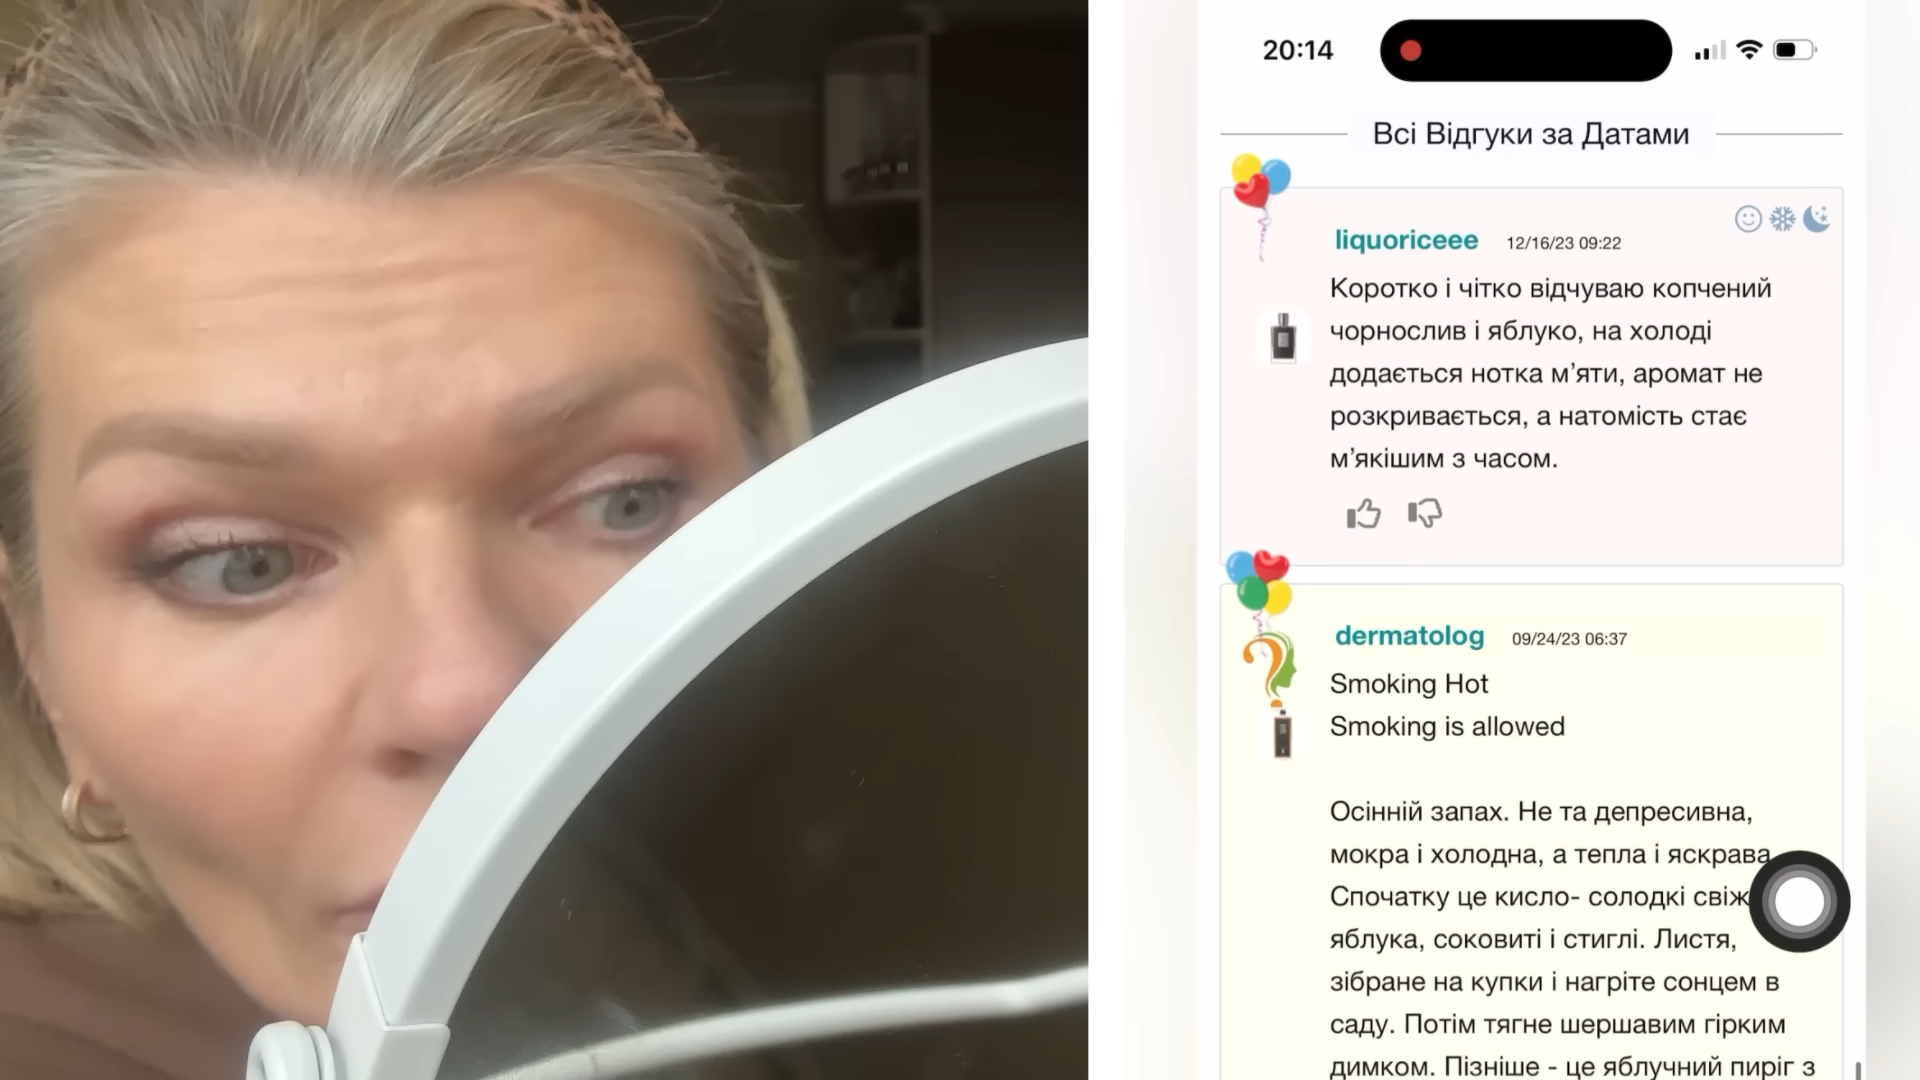 20:14
Всі Відгуки за Датами
liquoriceee 12/16/23 09:22
Коротко і чітко відчуваю копчений
чорнослив і яблуко, на холоді
додається нотка м’яти, аромат не
розкривається, а натомість стає
м’якішим з часом.
dermatolog 09/24/23 06:37
Smoking Hot
Smoking is allowed
Осінній запах. Не та депресивна,
мокра і холодна, а тепла і яскрава
Спочатку це кисло- солодкі
яблука, соковиті і стиглі. Листя,
зібране на купки і нагріте сонцем в
саду. Потім тягне шершавим гірким
димком. Пізніше - це яблучний пиріг з